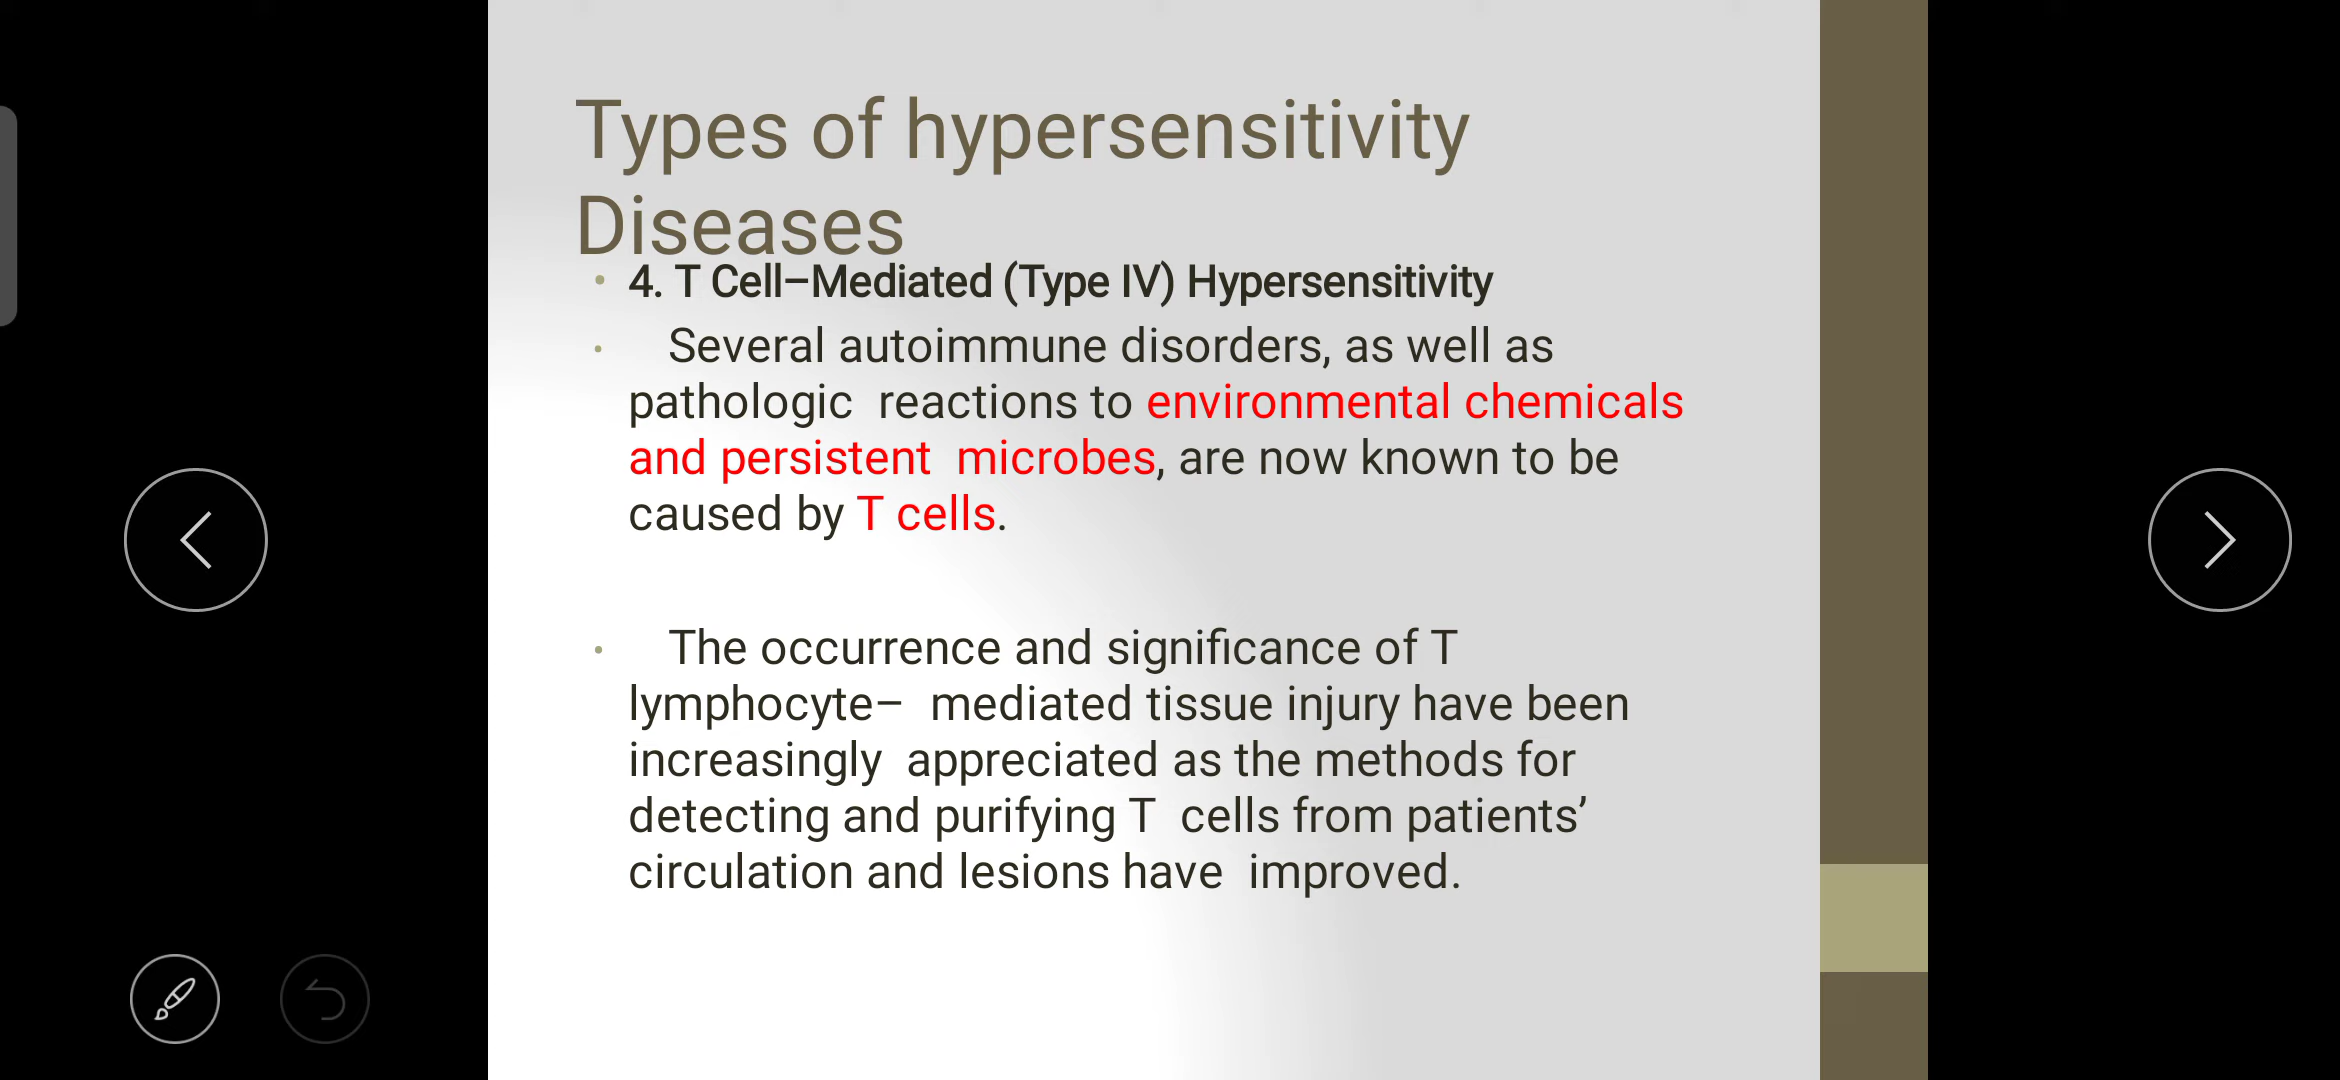 Types of hypersensitivity
Diseases
• 4. T Cell–Mediated (Type IV) Hypersensitivity
• Several autoimmune disorders, as well as
pathologic reactions to environmental chemicals
and persistent microbes, are now known to be
caused by T cells.
• The occurrence and significance of T
lymphocyte– mediated tissue injury have been
increasingly appreciated as the methods for
detecting and purifying T cells from patients’
circulation and lesions have improved.